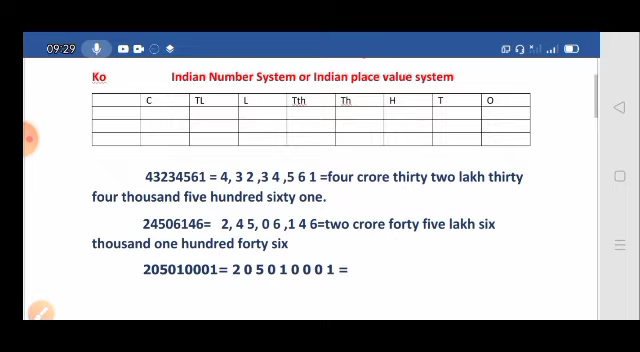 09:29
Ko Indian Number System or Indian place value system
C TL L Tth Th H T O
43234561 = 4, 3 2 ,3 4 ,5 6 1 =four crore thirty two lakh thirty
four thousand five hundred sixty one.
24506146= 2, 4 5, 0 6 ,1 4 6=two crore forty five lakh six
thousand one hundred forty six
205010001= 2 0 5 0 1 0 0 0 1 =